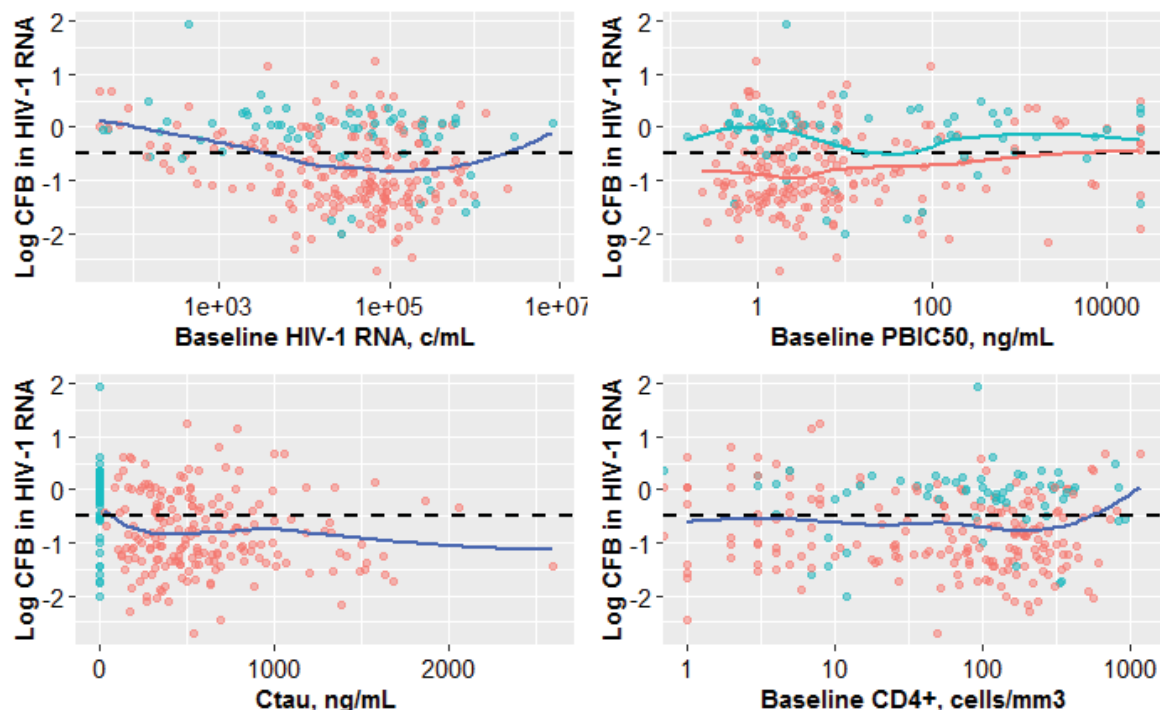 Log CFB in HIV-1 RNA
2
1
0
-1
-2
1e+03
1e+05
1e+07
Baseline HIV-1 RNA, c/mL
Log CFB in HIV-1 RNA
2
1
0
-1
-2
1
100
10000
Baseline PBIC50, ng/mL
Log CFB in HIV-1 RNA
2
1
0
-1
-2
0
1000
2000
Ctau, ng/mL
Log CFB in HIV-1 RNA
2
1
0
-1
-2
1
10
100
1000
Baseline CD4+, cells/mm3